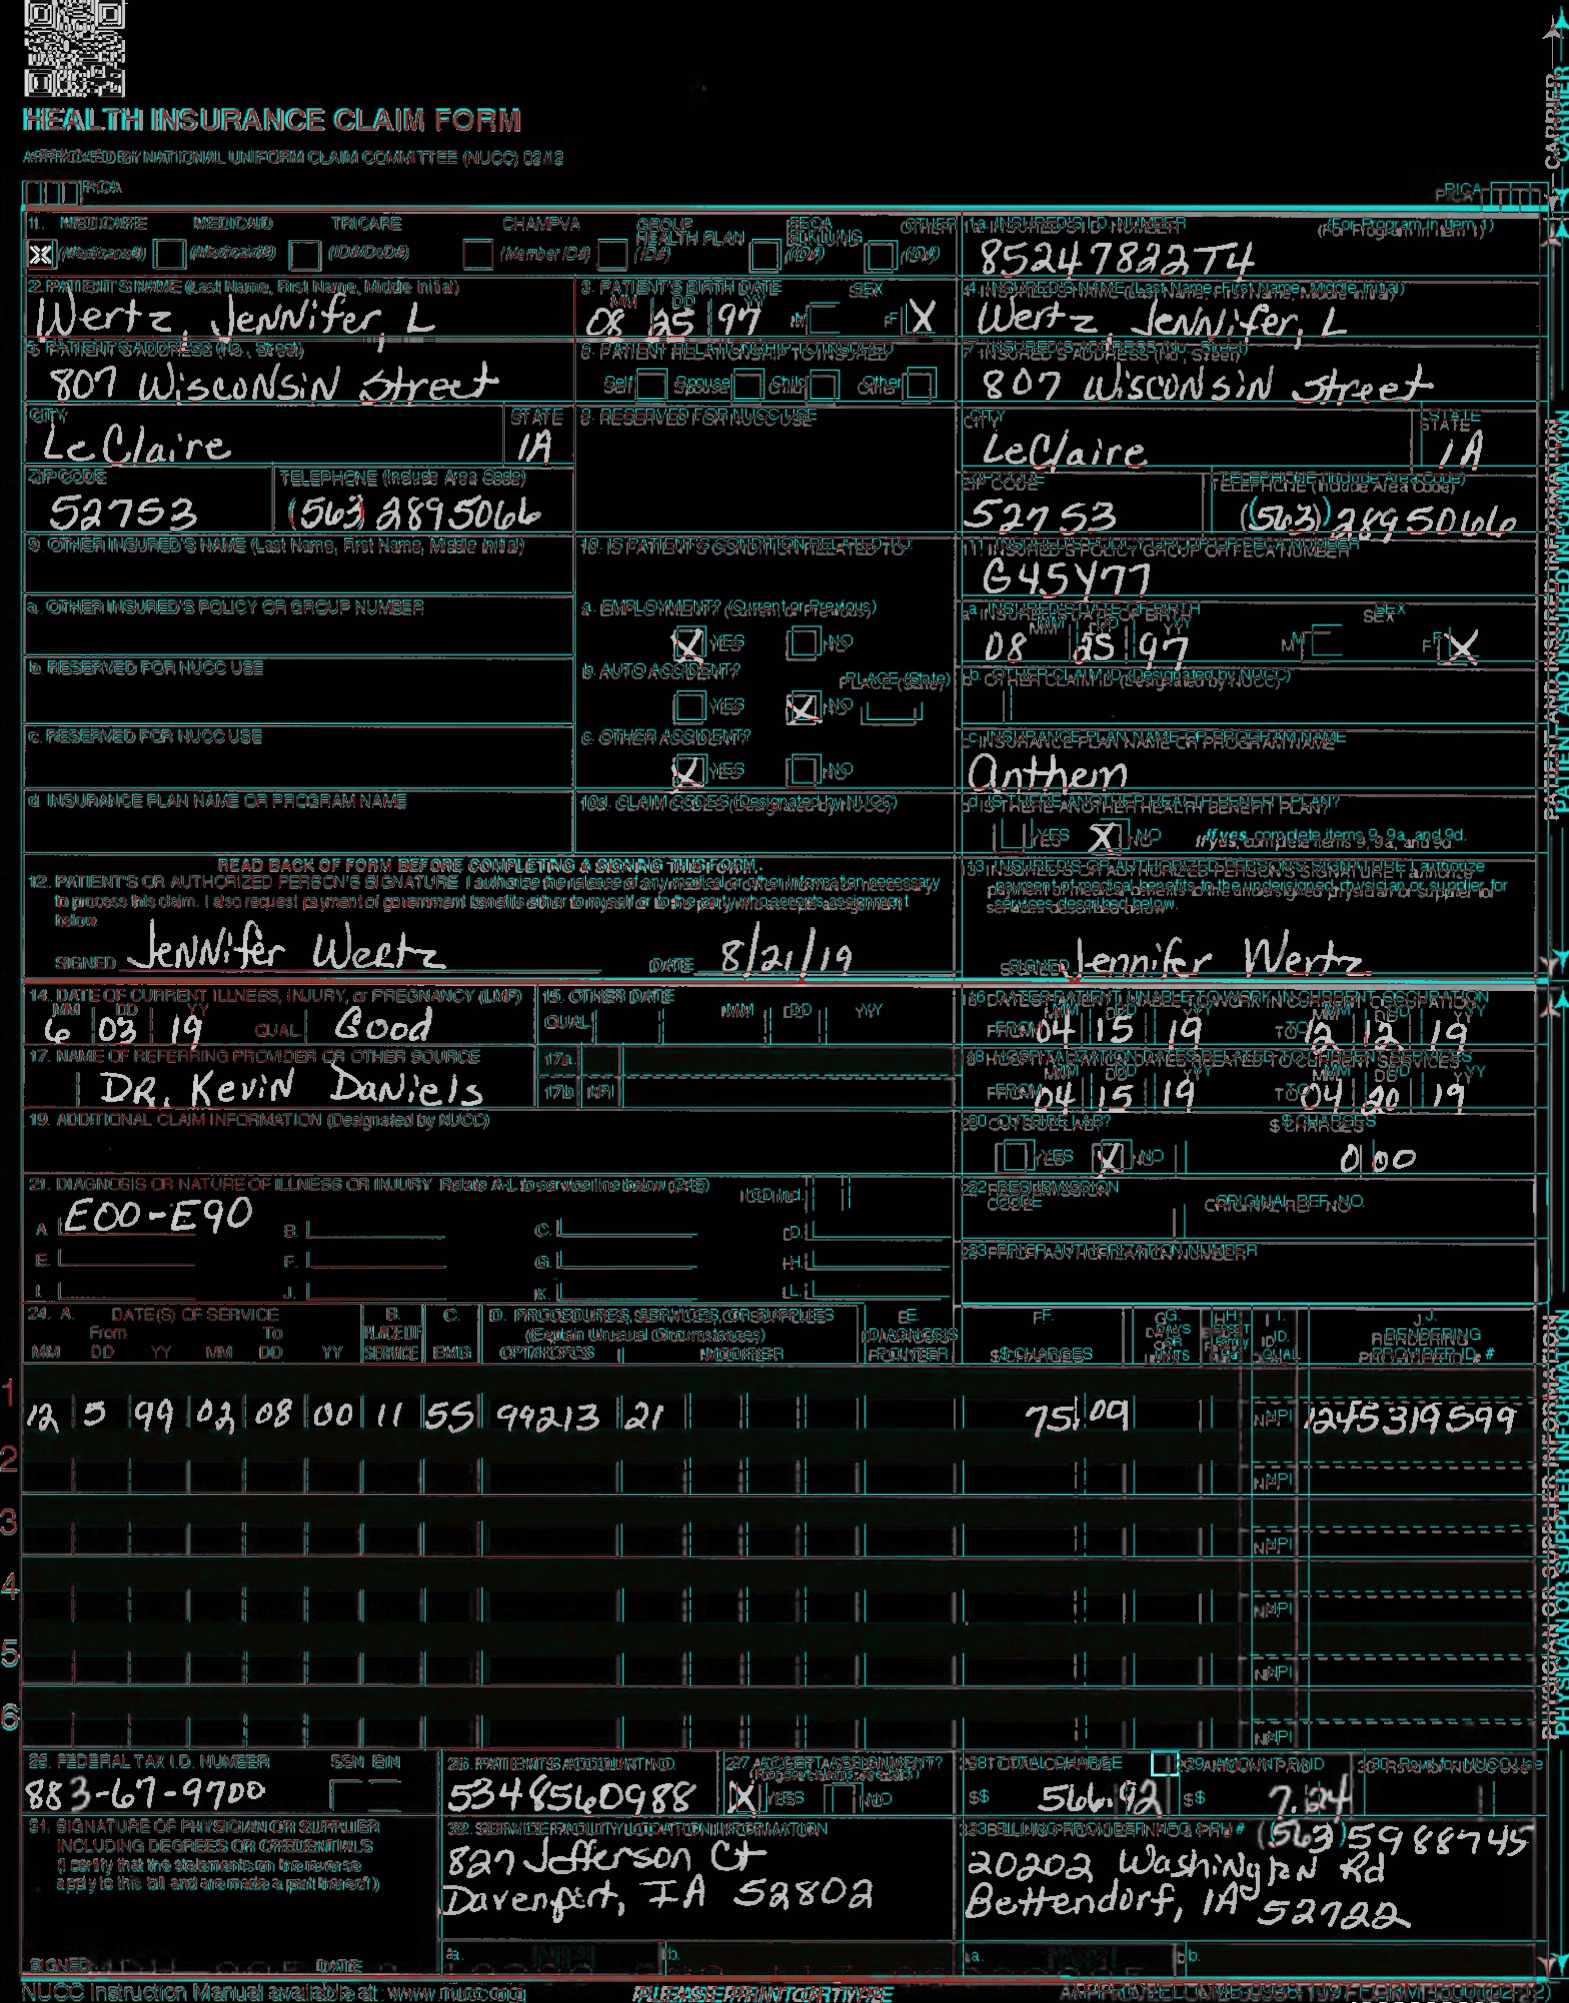 HEALTH INSURANCE CLAIM FORM
APPROVED BY NATIONAL UNIFORM CLAIM COMMITTEE (NUCC) 02/12
PICA
PICA
CARRIER
1. MEDICARE MEDICAID TRICARE CHAMPVA GROUP HEALTH PLAN FECA BLK LUNG OTHER
(Medicare#) (Medicaid#) (ID#/DoD#) (Member ID#) (ID#) (ID#) (ID#)
1a. INSURED'S I.D. NUMBER (For Program in Item 1)
85247822T4
2. PATIENT'S NAME (Last Name, First Name, Middle Initial)
Wertz, Jennifer, L
3. PATIENT'S BIRTH DATE SEX
MM DD YY
08 25 97 M F X
4. INSURED'S NAME (Last Name, First Name, Middle Initial)
Wertz, Jennifer, L
5. PATIENT'S ADDRESS (No., Street)
807 Wisconsin Street
6. PATIENT RELATIONSHIP TO INSURED
Self Spouse Child Other
7. INSURED'S ADDRESS (No., Street)
807 Wisconsin Street
CITY STATE
LeClaire IA
8. RESERVED FOR NUCC USE
CITY STATE
LeClaire IA
ZIP CODE TELEPHONE (Include Area Code)
52753 (563) 2895066
ZIP CODE TELEPHONE (Include Area Code)
52753 (563) 2895066
9. OTHER INSURED'S NAME (Last Name, First Name, Middle Initial)
10. IS PATIENT'S CONDITION RELATED TO:
11. INSURED'S POLICY GROUP OR FECA NUMBER
G45Y77
a. OTHER INSURED'S POLICY OR GROUP NUMBER
a. EMPLOYMENT? (Current or Previous)
X YES NO
a. INSURED'S DATE OF BIRTH SEX
MM DD YY
08 25 97 M F X
b. RESERVED FOR NUCC USE
b. AUTO ACCIDENT? PLACE (State)
YES X NO
b. OTHER CLAIM ID (Designated by NUCC)
c. RESERVED FOR NUCC USE
c. OTHER ACCIDENT?
X YES NO
c. INSURANCE PLAN NAME OR PROGRAM NAME
Anthem
d. INSURANCE PLAN NAME OR PROGRAM NAME
10d. CLAIM CODES (Designated by NUCC)
d. IS THERE ANOTHER HEALTH BENEFIT PLAN?
YES X NO If yes, complete items 9, 9a, and 9d.
PATIENT AND INSURED INFORMATION
READ BACK OF FORM BEFORE COMPLETING & SIGNING THIS FORM.
12. PATIENT'S OR AUTHORIZED PERSON'S SIGNATURE I authorize the release of any medical or other information necessary
to process this claim. I also request payment of government benefits either to myself or to the party who accepts assignment
below.
SIGNED Jennifer Wertz DATE 8/21/19
13. INSURED'S OR AUTHORIZED PERSON'S SIGNATURE I authorize
payment of medical benefits to the undersigned physician or supplier for
services described below.
SIGNED Jennifer Wertz
14. DATE OF CURRENT ILLNESS, INJURY, or PREGNANCY (LMP)
MM DD YY
6 03 19 QUAL. Good
15. OTHER DATE
QUAL. MM DD YY
16. DATES PATIENT UNABLE TO WORK IN CURRENT OCCUPATION
MM DD YY MM DD YY
FROM 04 15 19 TO 12 12 19
17. NAME OF REFERRING PROVIDER OR OTHER SOURCE
DR. Kevin Daniels
17a.
17b. NPI
18. HOSPITALIZATION DATES RELATED TO CURRENT SERVICES
MM DD YY MM DD YY
FROM 04 15 19 TO 04 20 19
19. ADDITIONAL CLAIM INFORMATION (Designated by NUCC)
20. OUTSIDE LAB? $ CHARGES
YES X NO 0 00
21. DIAGNOSIS OR NATURE OF ILLNESS OR INJURY Relate A-L to service line below (24E) ICD Ind.
A. E00-E90 B. C. D.
E. F. G. H.
I. J. K. L.
22. RESUBMISSION CODE ORIGINAL REF. NO.
23. PRIOR AUTHORIZATION NUMBER
24. A. DATE(S) OF SERVICE B. C. D. PROCEDURES, SERVICES, OR SUPPLIES E. F. G. H. I. J.
From To PLACE OF (Explain Unusual Circumstances) DIAGNOSIS DAYS OR UNITS ID. RENDERING
MM DD YY MM DD YY SERVICE EMG CPT/HCPCS MODIFIER POINTER $ CHARGES QUAL. PROVIDER ID. #
1 12 5 99 02 08 00 11 55 99213 21 75 09 NPI 1245319599
2 NPI
3 NPI
4 NPI
5 NPI
6 NPI
PHYSICIAN OR SUPPLIER INFORMATION
25. FEDERAL TAX I.D. NUMBER SSN EIN
883-67-9700
26. PATIENT'S ACCOUNT NO.
5348560988
27. ACCEPT ASSIGNMENT?
X YES NO
28. TOTAL CHARGE
$ 566.92
29. AMOUNT PAID
$ 7.64
30. Rsvd for NUCC Use
31. SIGNATURE OF PHYSICIAN OR SUPPLIER
INCLUDING DEGREES OR CREDENTIALS
(I certify that the statements on the reverse
apply to this bill and are made a part thereof.)
SIGNED DATE
32. SERVICE FACILITY LOCATION INFORMATION
827 Jefferson Ct
Davenport, IA 52802
a. b.
33. BILLING PROVIDER INFO & PH # (563) 5988745
20202 Washington Rd
Bettendorf, IA 52722
a. b.
NUCC Instruction Manual available at: www.nucc.org
PLEASE PRINT OR TYPE